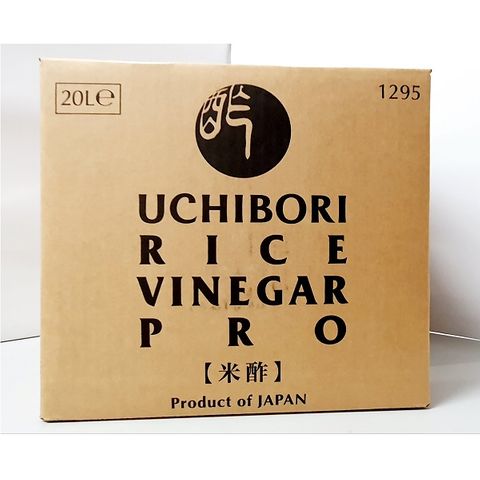 20L℮
1295
酢
UCHIBORI
RICE
VINEGAR
PRO
【米酢】
Product of JAPAN